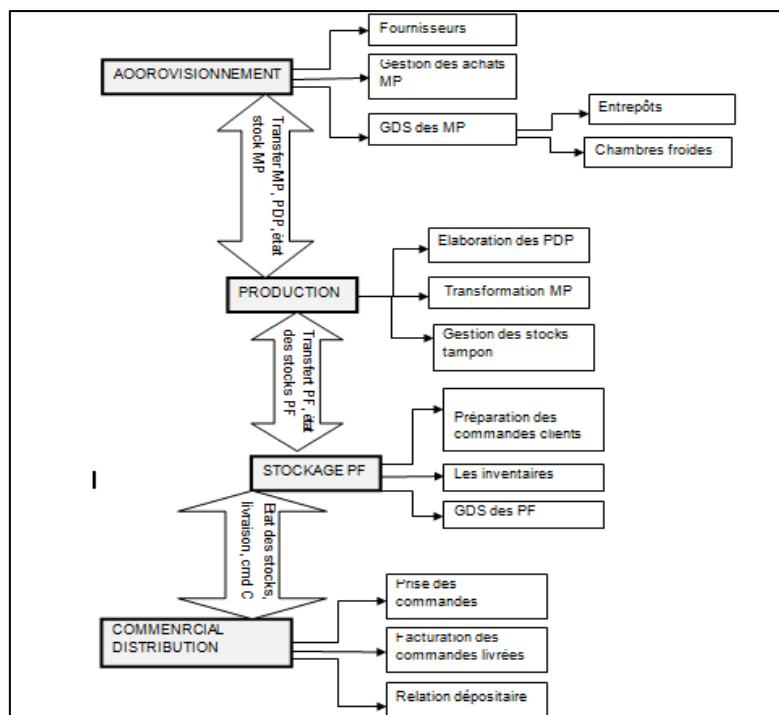 Fournisseurs
AOOROVISIONNEMENT
Gestion des achats
MP
GDS des MP
Entrepôts
Chambres froides
Transfer MP, PDP, état
stock MP
Elaboration des PDP
PRODUCTION
Transformation MP
Gestion des stocks
tampon
Transfert PF, état
des stocks PF
Préparation des
commandes clients
STOCKAGE PF
Les inventaires
GDS des PF
Etat des stocks,
livraison, cmd C
Prise des
commandes
COMMENRCIAL
DISTRIBUTION
Facturation des
commandes livrées
Relation dépositaire